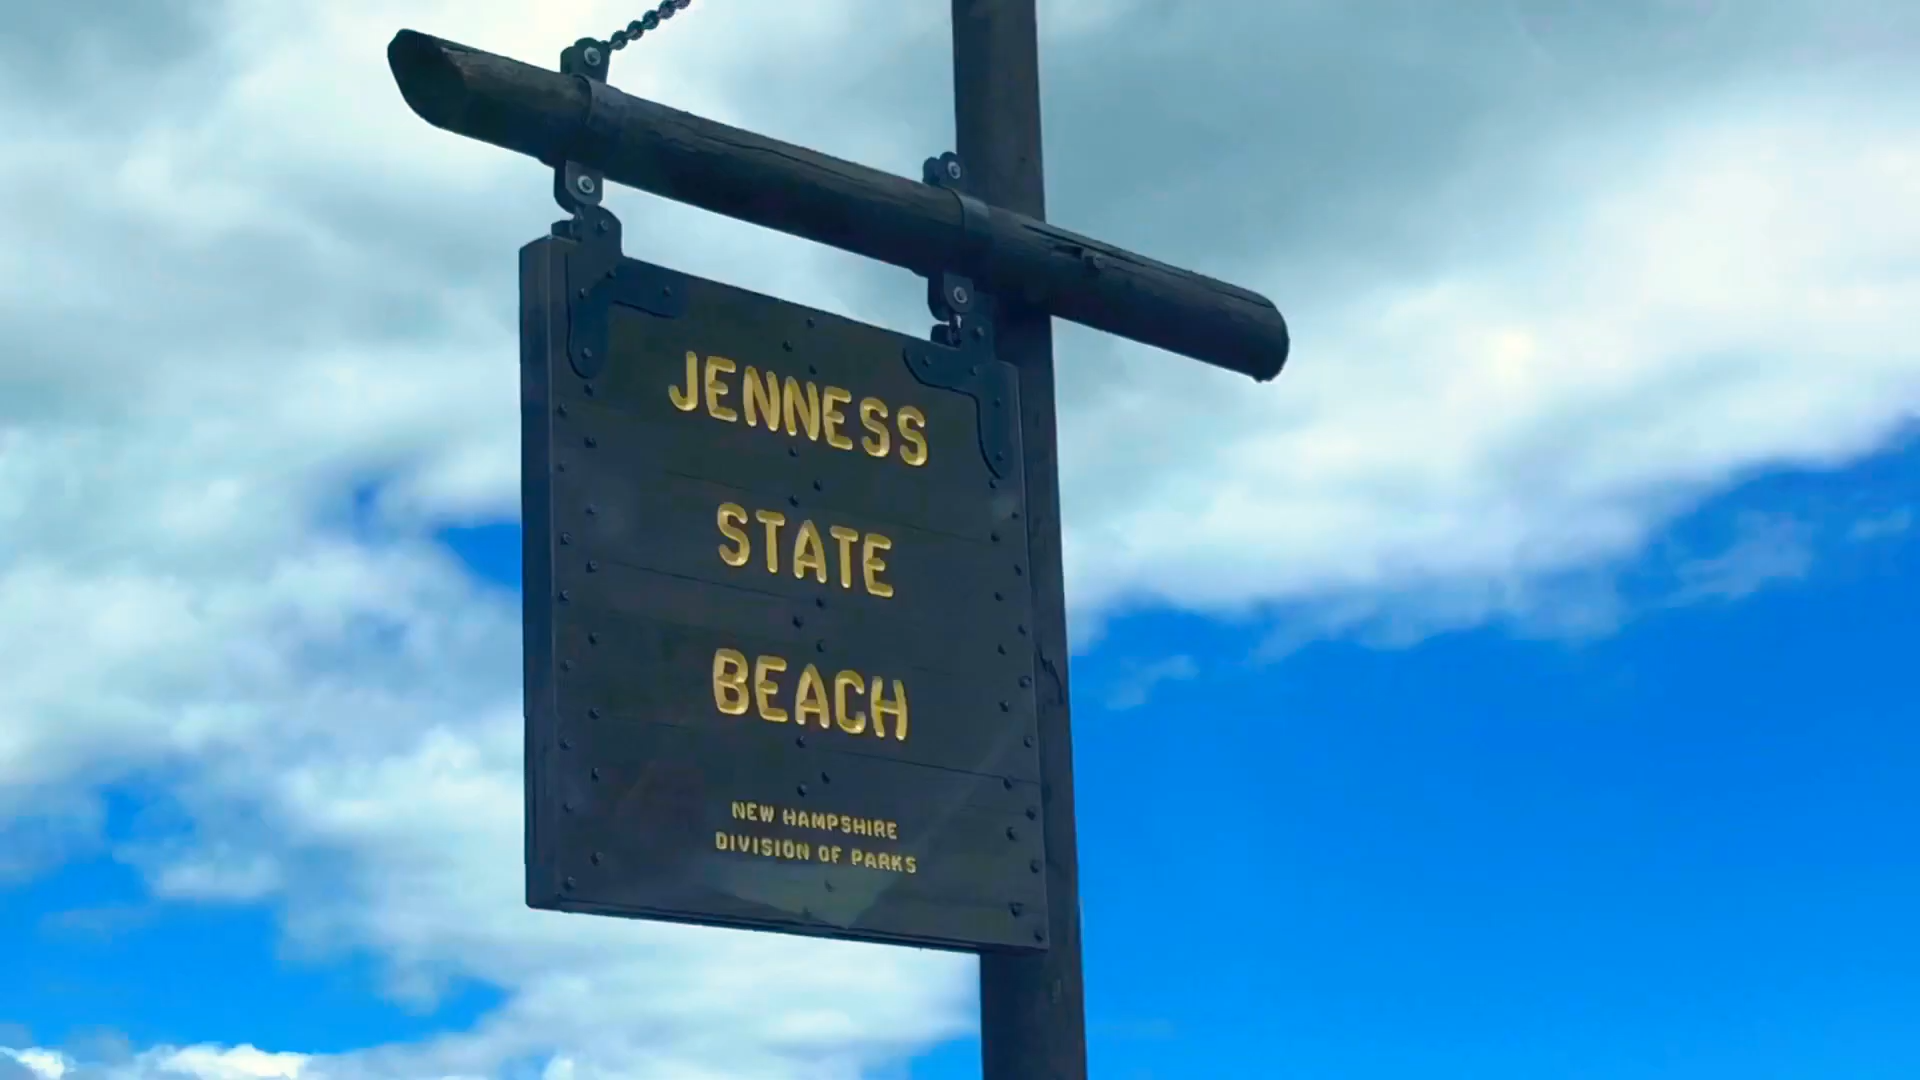 JENNESS
STATE
BEACH
NEW HAMPSHIRE
DIVISION OF PARKS